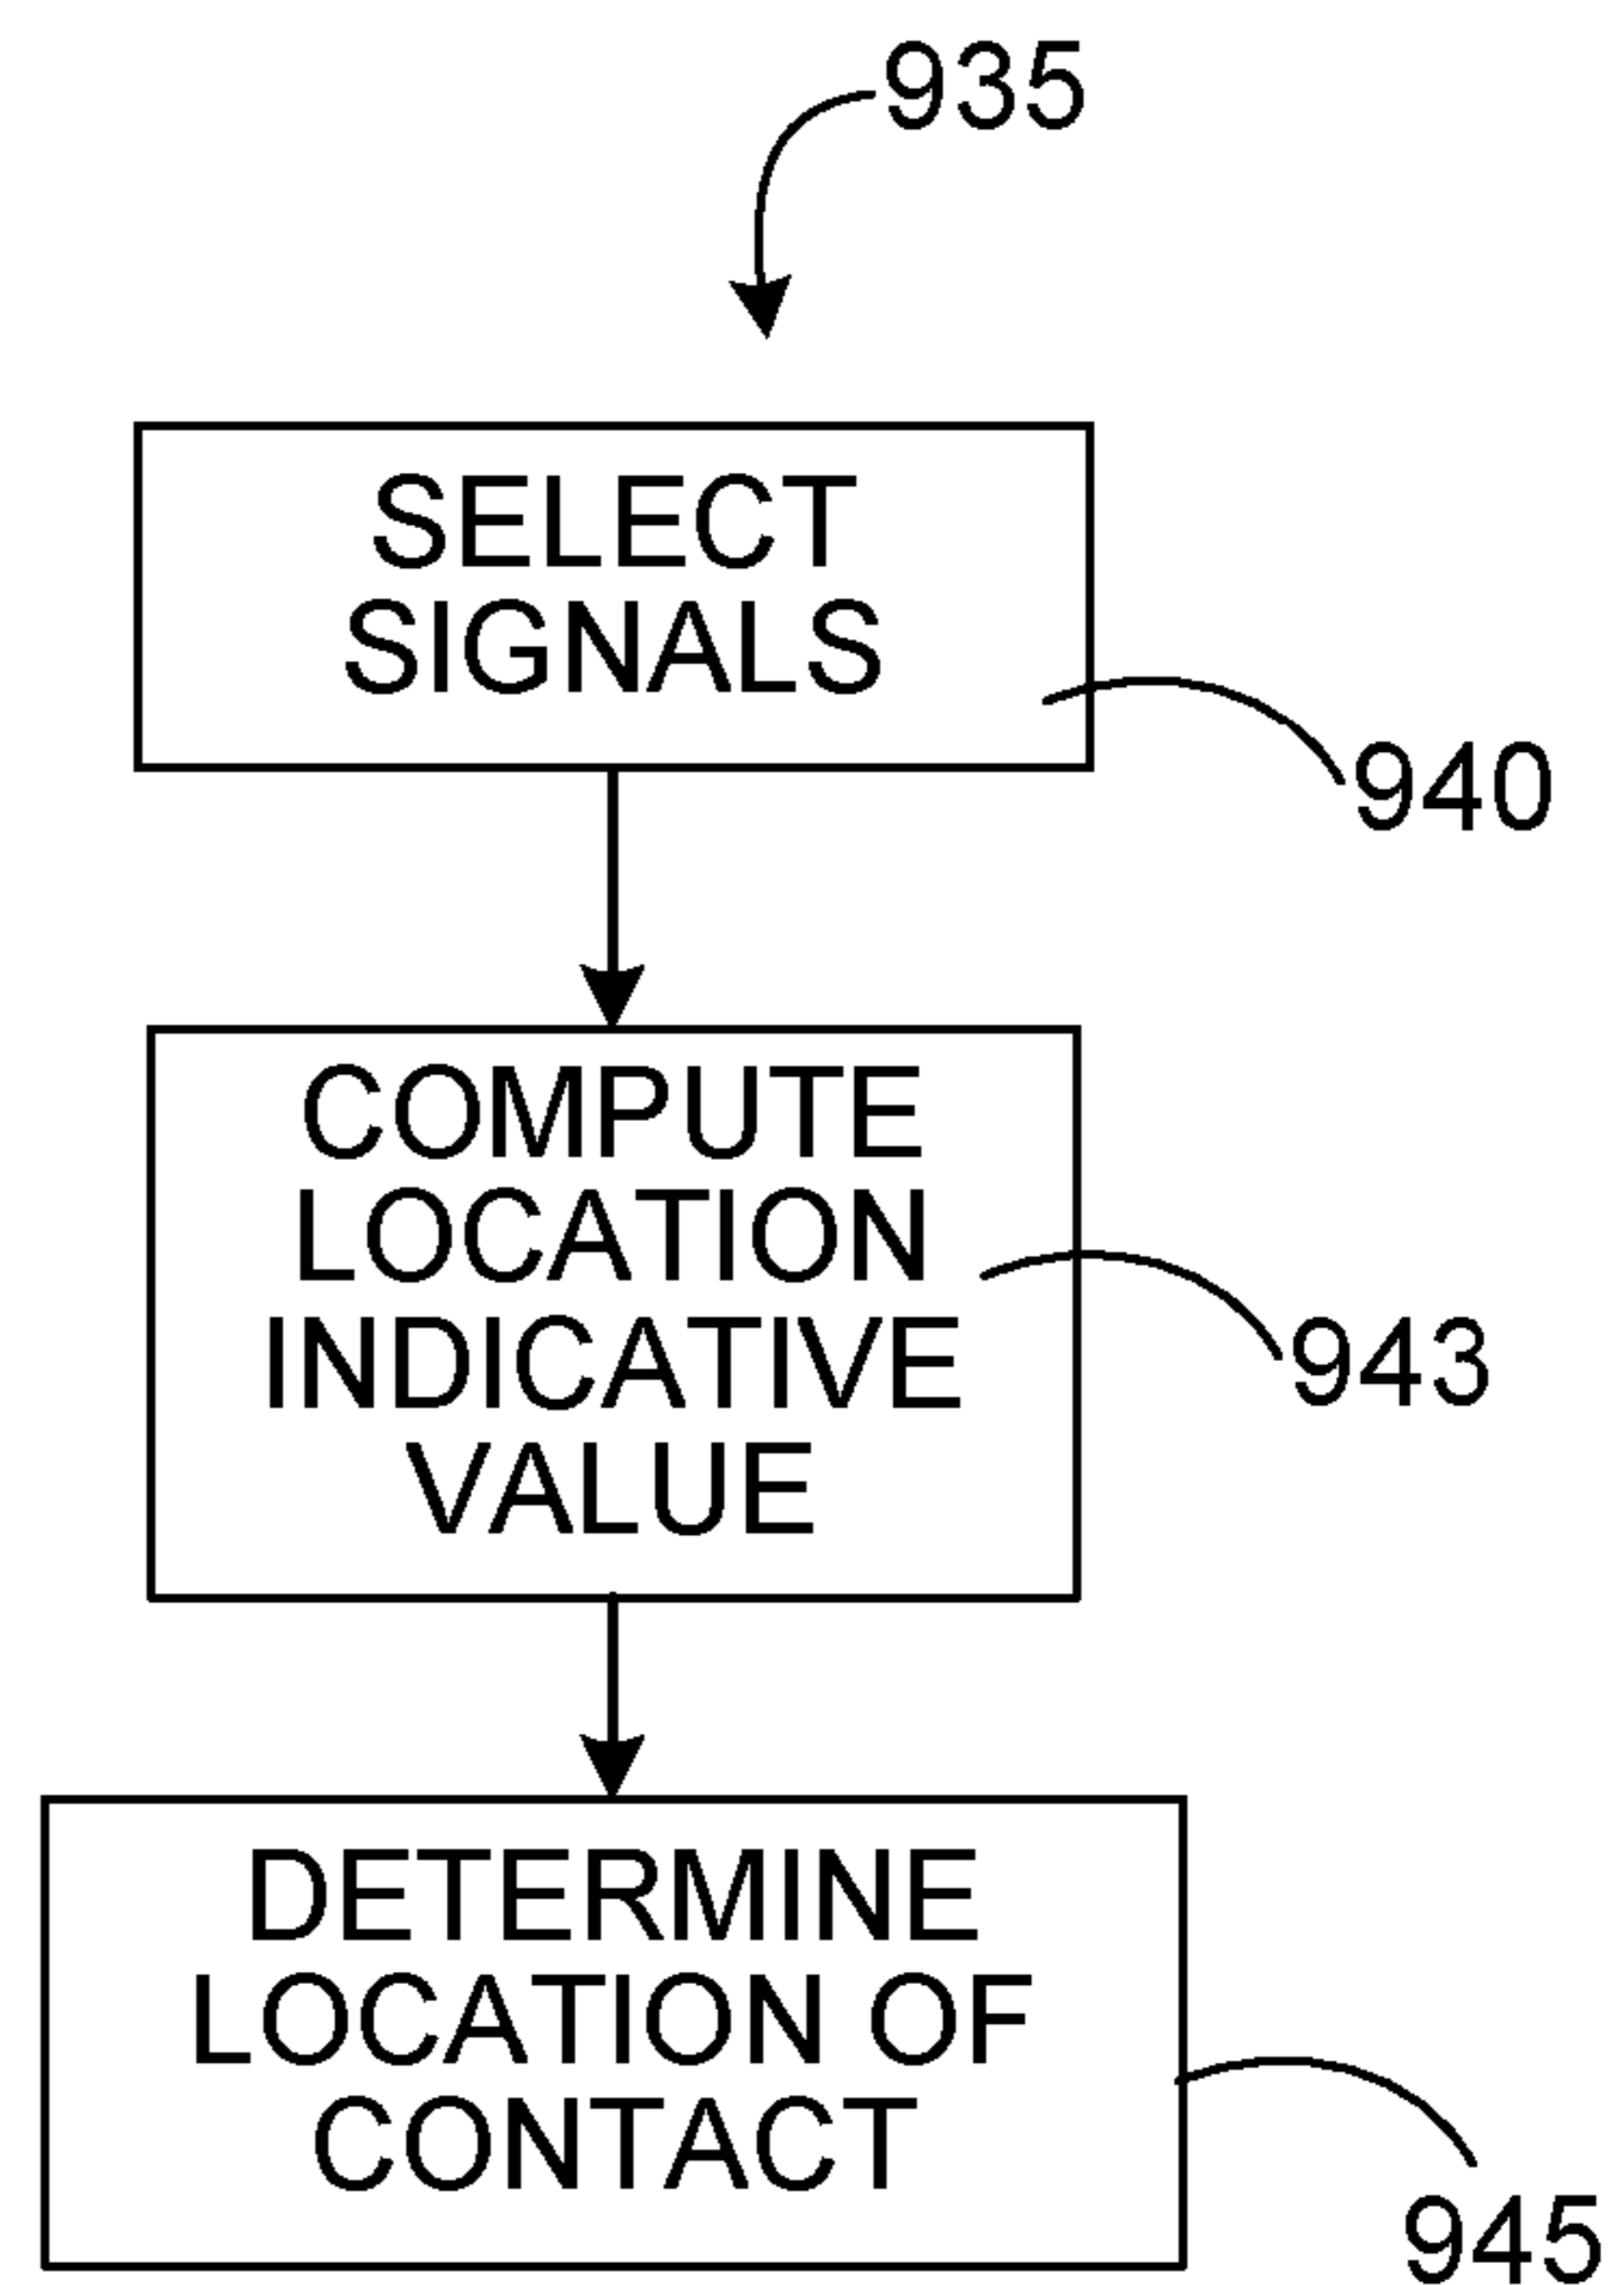 935
SELECT
SIGNALS
940
COMPUTE
LOCATION
INDICATIVE
VALUE
943
DETERMINE
LOCATION OF
CONTACT
945